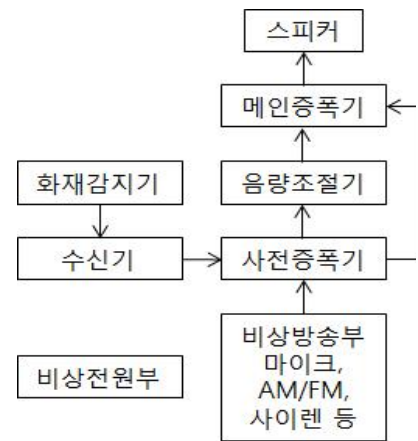 스피커
메인증폭기
화재감지기
음량조절기
수신기
사전증폭기
비상전원부
비상방송부
마이크,
AM/FM,
사이렌 등